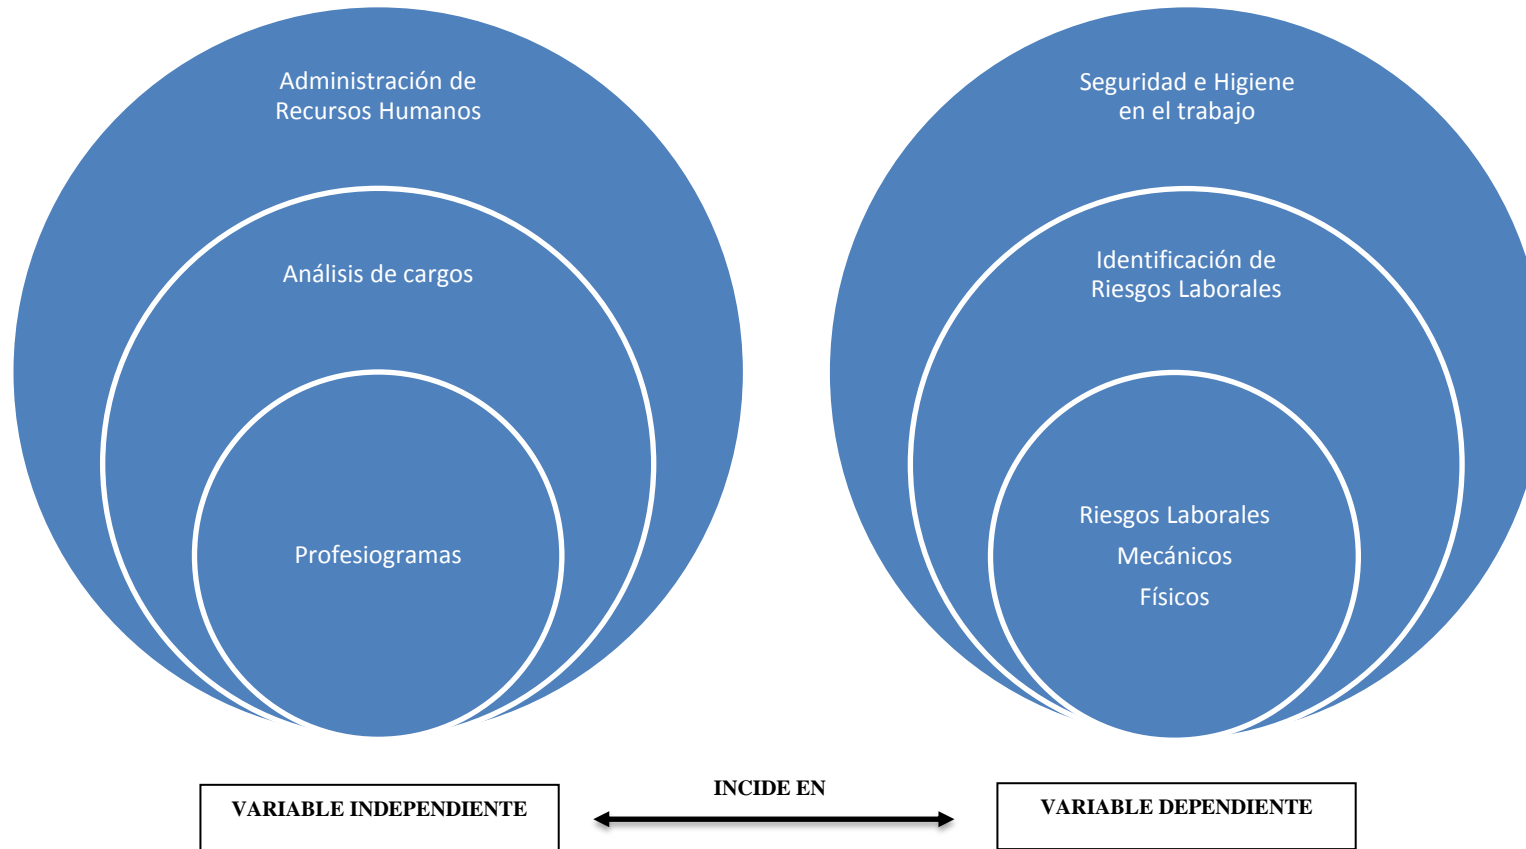 Administración de
Recursos Humanos
Análisis de cargos
Profesiogramas
Seguridad e Higiene
en el trabajo
Identificación de
Riesgos Laborales
Riesgos Laborales
Mecánicos
Físicos
VARIABLE INDEPENDIENTE
INCIDE EN
VARIABLE DEPENDIENTE